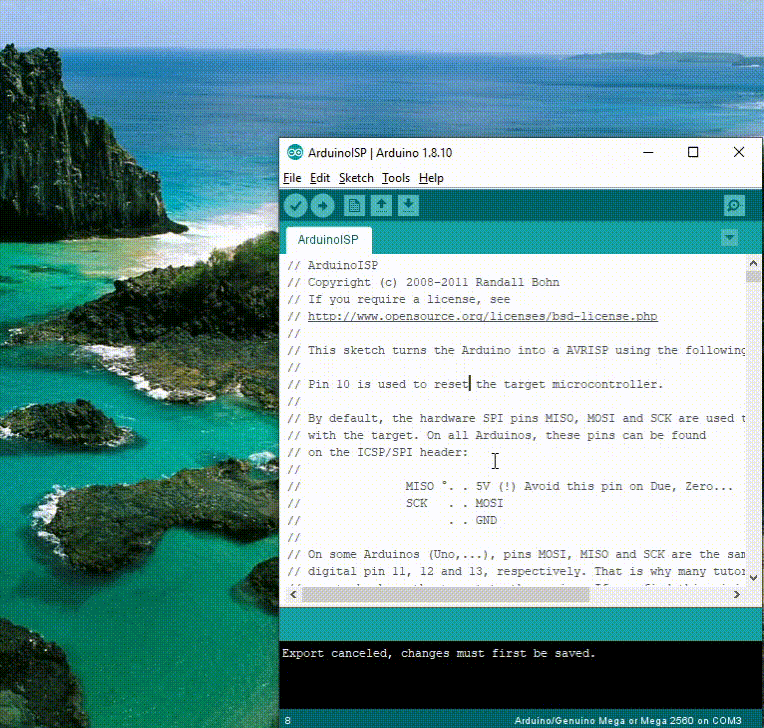 ArduinoISP | Arduino 1.8.10
File Edit Sketch Tools Help
ArduinoISP
// ArduinoISP
// Copyright (c) 2008-2011 Randall Bohn
// If you require a license, see
// http://www.opensource.org/licenses/bsd-license.php
//
// This sketch turns the Arduino into a AVRISP using the following
//
// Pin 10 is used to reset the target microcontroller.
//
// By default, the hardware SPI pins MISO, MOSI and SCK are used t
// with the target. On all Arduinos, these pins can be found
// on the ICSP/SPI header:
//
// MISO °. . 5V (!) Avoid this pin on Due, Zero...
// SCK . . MOSI
// . . GND
//
// On some Arduinos (Uno,...), pins MOSI, MISO and SCK are the sam
// digital pin 11, 12 and 13, respectively. That is why many tutor
Export canceled, changes must first be saved.
8 Arduino/Genuino Mega or Mega 2560 on COM3